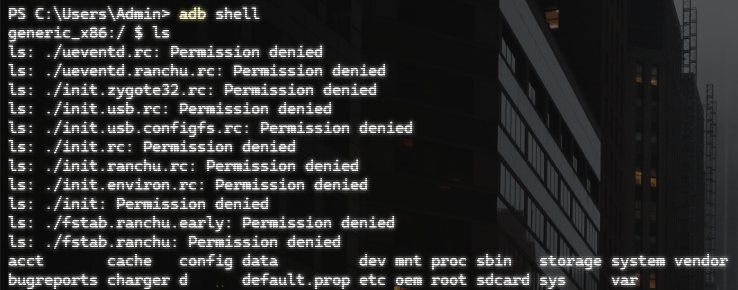 PS C:\Users\Admin> adb shell
generic_x86:/ $ ls
ls: ./ueventd.rc: Permission denied
ls: ./ueventd.ranchu.rc: Permission denied
ls: ./init.zygote32.rc: Permission denied
ls: ./init.usb.rc: Permission denied
ls: ./init.usb.configfs.rc: Permission denied
ls: ./init.rc: Permission denied
ls: ./init.ranchu.rc: Permission denied
ls: ./init.environ.rc: Permission denied
ls: ./init: Permission denied
ls: ./fstab.ranchu.early: Permission denied
ls: ./fstab.ranchu: Permission denied
acct       cache   config data         dev mnt proc sbin   storage system vendor
bugreports charger d      default.prop etc oem root sdcard sys     var